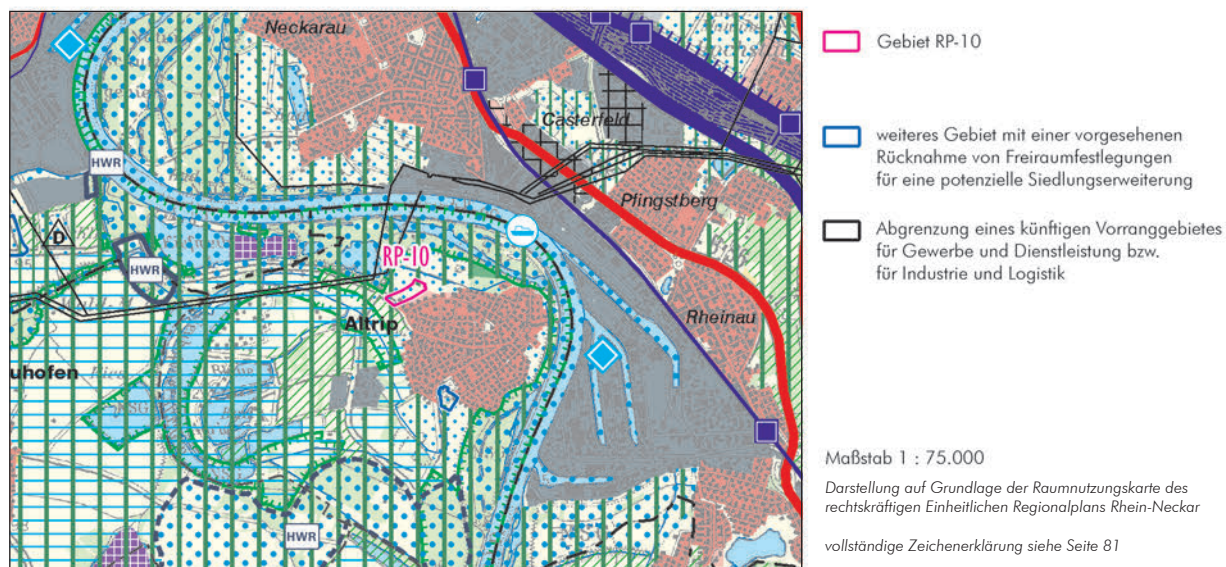 Neckarau
HWR
Casterfeld
Pfingstberg
D
HWR
RP-10
Altrip
Rheinau
uhofen
HWR
Gebiet RP-10
weiteres Gebiet mit einer vorgesehenen
Rücknahme von Freiraumfestlegungen
für eine potenzielle Siedlungserweiterung
Abgrenzung eines künftigen Vorranggebietes
für Gewerbe und Dienstleistung bzw.
für Industrie und Logistik
Maßstab 1 : 75.000
Darstellung auf Grundlage der Raumnutzungskarte des
rechtskräftigen Einheitlichen Regionalplans Rhein-Neckar
vollständige Zeichenerklärung siehe Seite 81